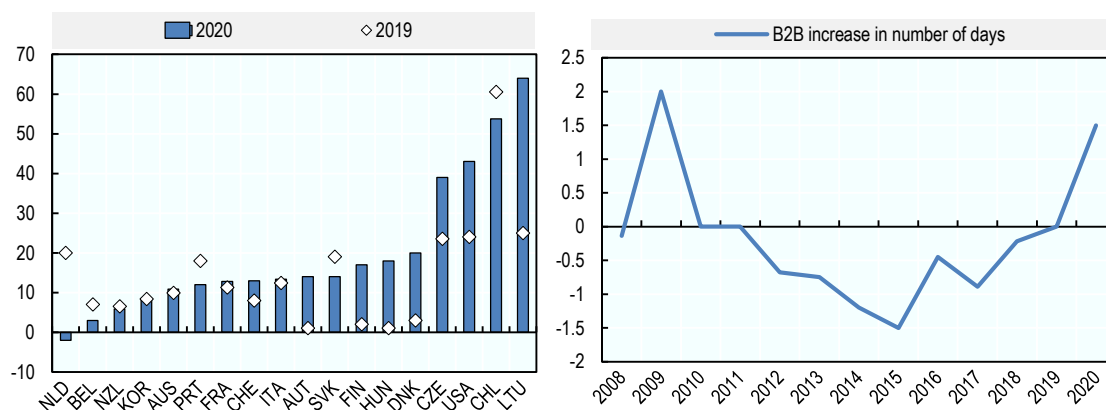 2020
2019
70
60
50
40
30
20
10
0
-10
NLD
BEL
NZL
KOR
AUS
PRT
FRA
CHE
ITA
AUT
SVK
FIN
HUN
DNK
CZE
USA
CHL
LTU
B2B increase in number of days
2.5
2
1.5
1
0.5
0
-0.5
-1
-1.5
-2
2008
2009
2010
2011
2012
2013
2014
2015
2016
2017
2018
2019
2020